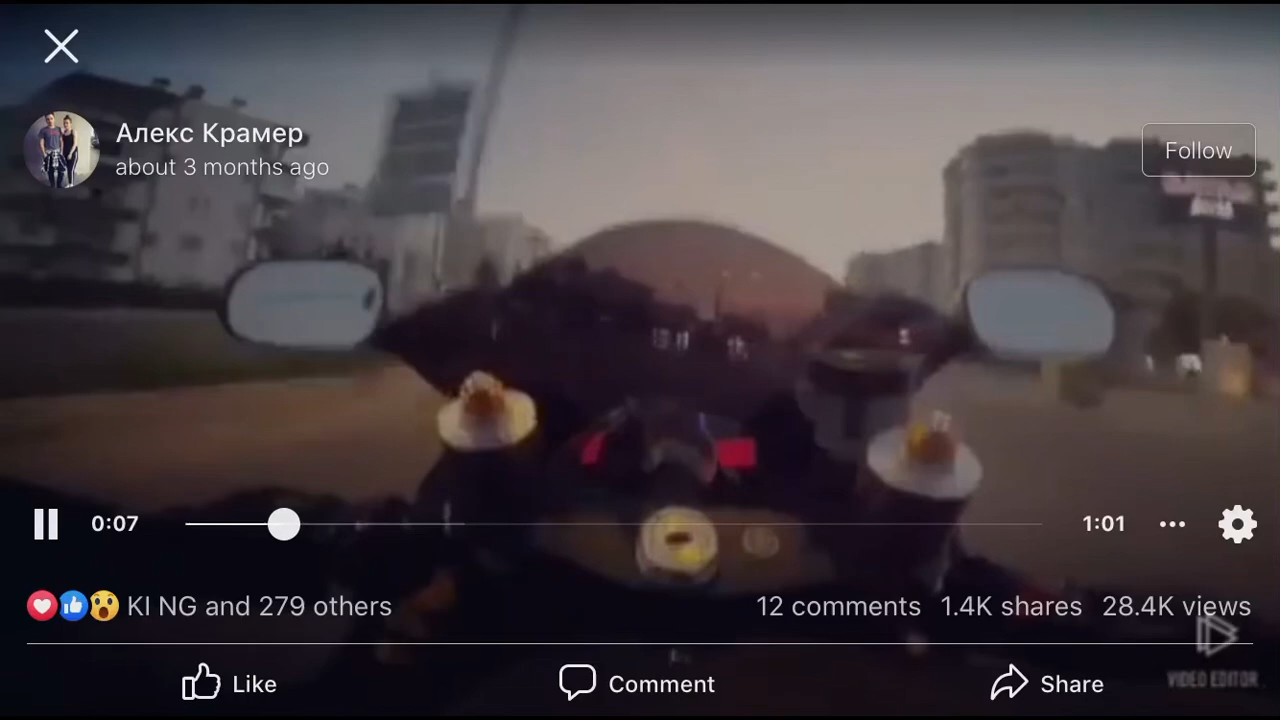 Алекс Крамер
about 3 months ago
Follow
0:07
1:01
KI NG and 279 others
12 comments 1.4K shares 28.4K views
Like
Comment
Share
VIDEO EDITOR